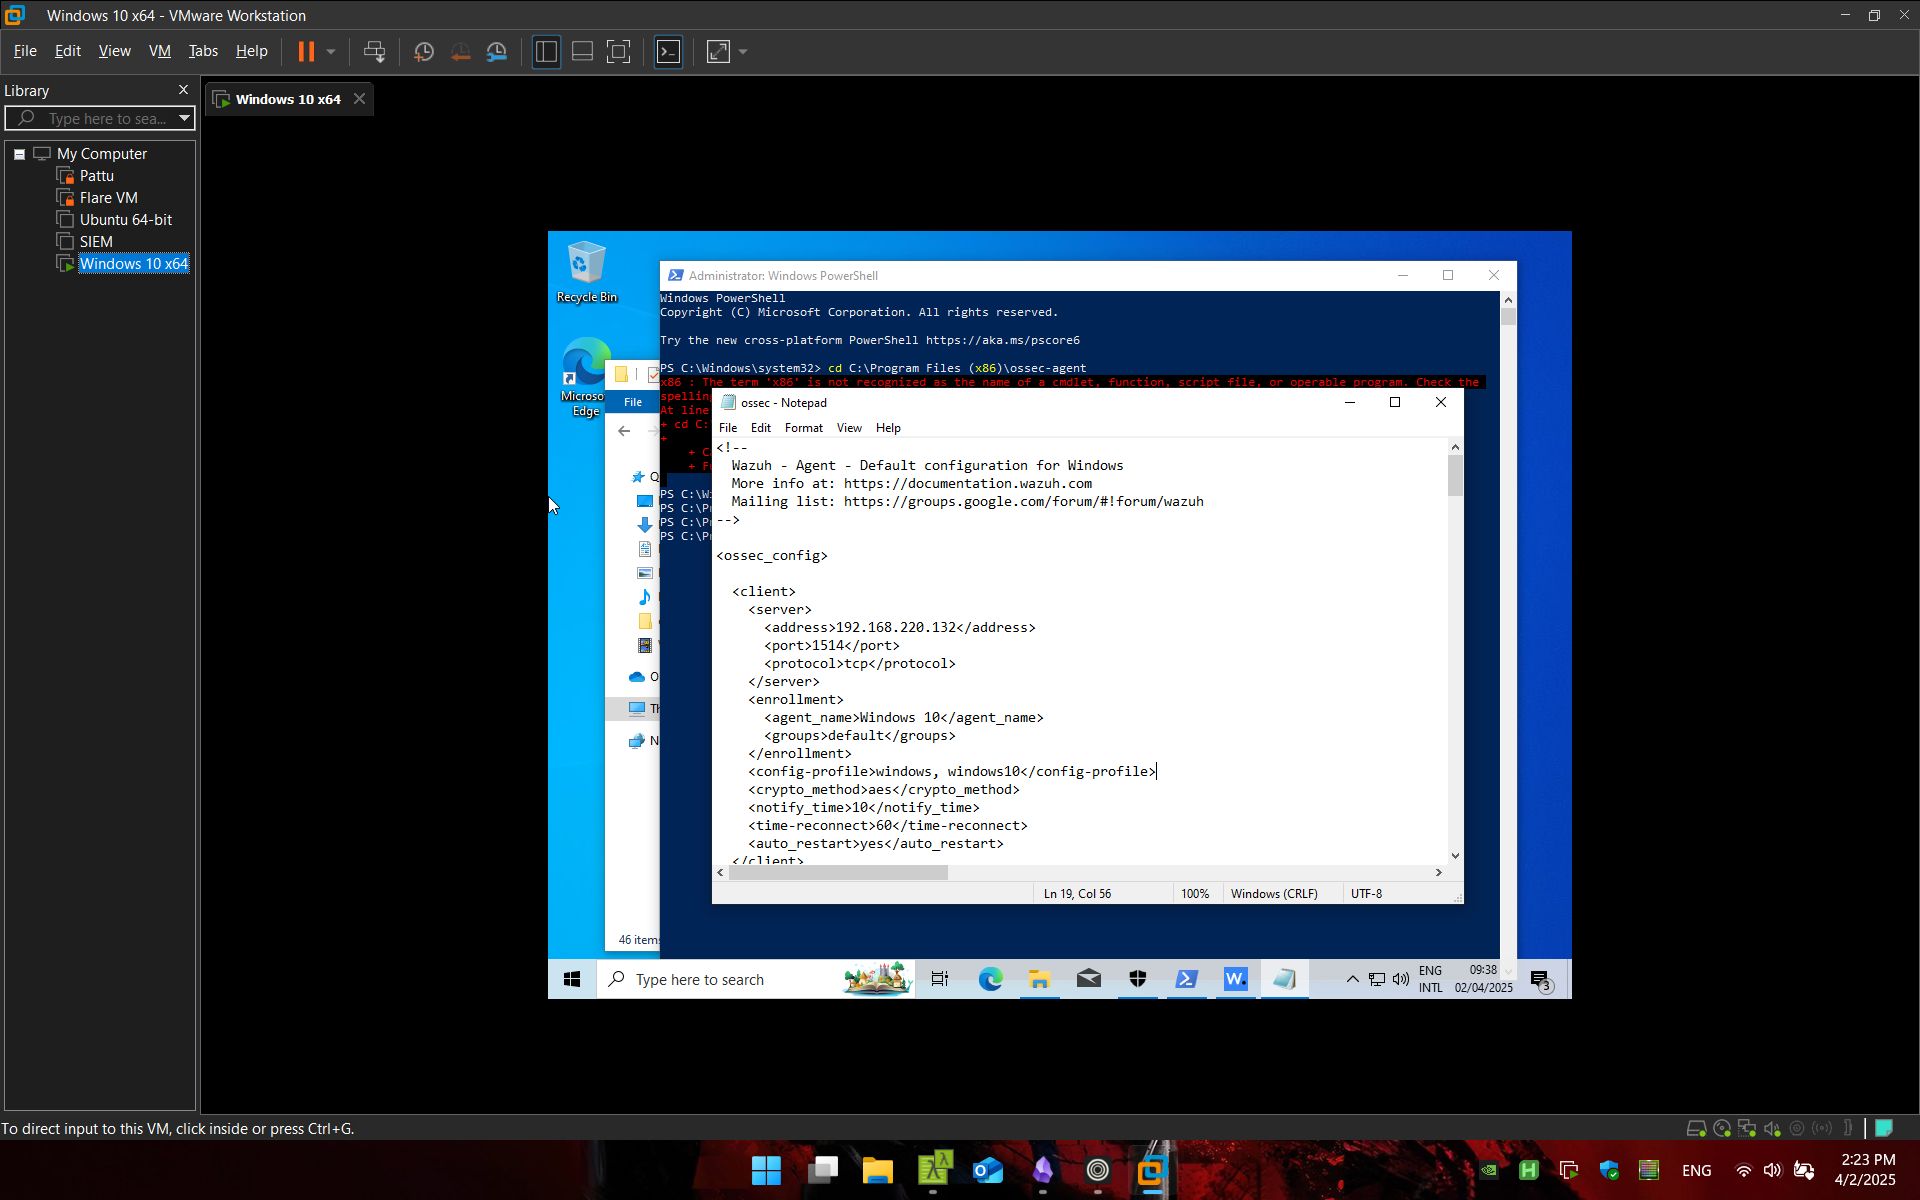 Windows 10 x64 - VMware Workstation
File Edit View VM Tabs Help
Library
Type here to sea...
My Computer
Pattu
Flare VM
Ubuntu 64-bit
SIEM
Windows 10 x64
Windows 10 x64
Recycle Bin
Microso
Edge
Administrator: Windows PowerShell
Windows PowerShell
Copyright (C) Microsoft Corporation. All rights reserved.
Try the new cross-platform PowerShell https://aka.ms/pscore6
PS C:\Windows\system32> cd C:\Program Files (x86)\ossec-agent
x86 : The term 'x86' is not recognized as the name of a cmdlet, function, script file, or operable program. Check the
spelling
At line
+ cd C:
+
+ C
+ F
PS C:\Wi
PS C:\P
PS C:\P
PS C:\P
File
46 items
ossec - Notepad
File Edit Format View Help
<!--
Wazuh - Agent - Default configuration for Windows
More info at: https://documentation.wazuh.com
Mailing list: https://groups.google.com/forum/#!forum/wazuh
-->
<ossec_config>
<client>
<server>
<address>192.168.220.132</address>
<port>1514</port>
<protocol>tcp</protocol>
</server>
<enrollment>
<agent_name>Windows 10</agent_name>
<groups>default</groups>
</enrollment>
<config-profile>windows, windows10</config-profile>
<crypto_method>aes</crypto_method>
<notify_time>10</notify_time>
<time-reconnect>60</time-reconnect>
<auto_restart>yes</auto_restart>
</client>
Ln 19, Col 56 100% Windows (CRLF) UTF-8
Type here to search
W.
ENG
INTL
09:38
02/04/2025
3
To direct input to this VM, click inside or press Ctrl+G.
ENG
2:23 PM
4/2/2025